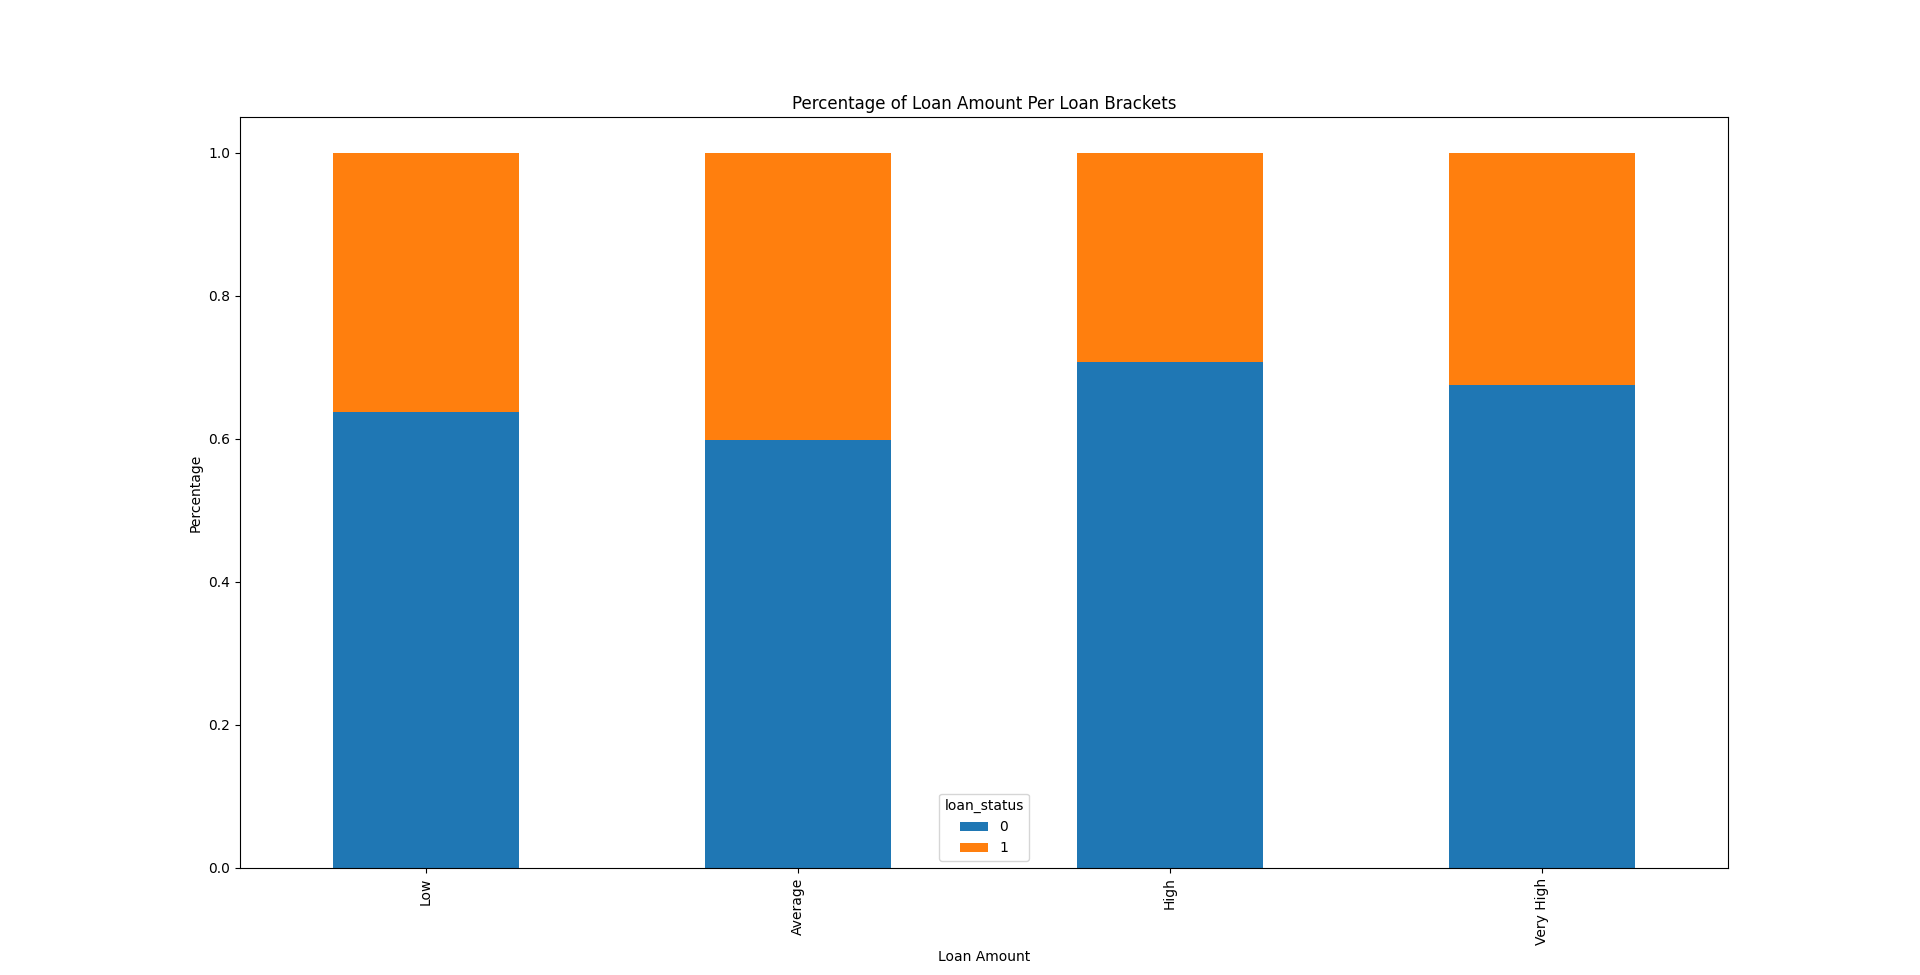 Percentage of Loan Amount Per Loan Brackets
1.0
0.8
0.6
0.4
0.2
0.0
Percentage
loan_status
0
1
Low
Average
High
Very High
Loan Amount